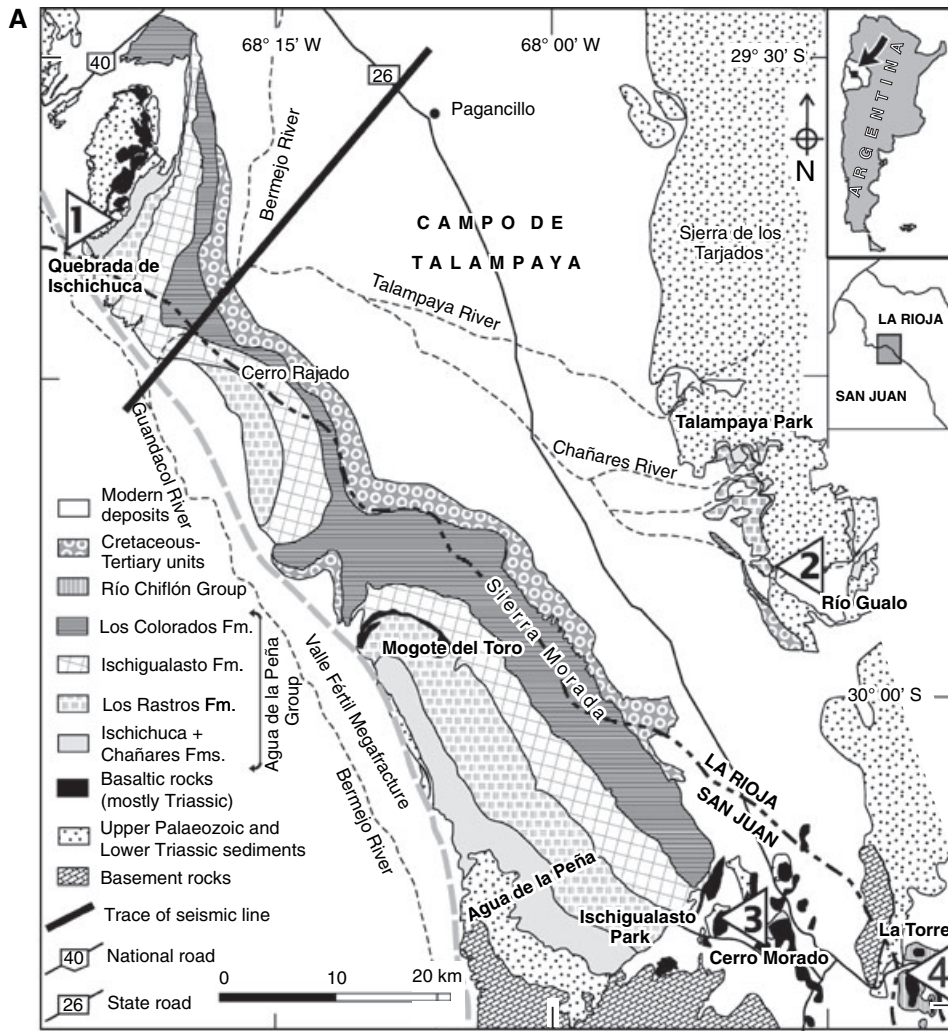 A
68° 15' W
68° 00' W
29° 30' S
40
26
Pagancillo
Bermejo River
ARGENTINA
N
1
CAMPO DE
TALAMPAYA
Sierra de los
Tarjados
Quebrada de
Ischichuca
Talampaya River
LA RIOJA
SAN JUAN
Cerro Rajado
Guandacol River
Talampaya Park
Chañares River
2
Río Gualo
Sierra Morada
Mogote del Toro
30° 00' S
Valle Fértil Megafracture
Bermejo River
LA RIOJA
SAN JUAN
Agua de la Peña
Ischigualasto
Park
3
Cerro Morado
La Torre
4
Modern
deposits
Cretaceous-
Tertiary units
Río Chiflón Group
Los Colorados Fm.
Ischigualasto Fm.
Los Rastros Fm.
Ischichuca +
Chañares Fms.
Agua de la Peña
Group
Basaltic rocks
(mostly Triassic)
Upper Palaeozoic and
Lower Triassic sediments
Basement rocks
Trace of seismic line
40 National road
26 State road
0 10 20 km